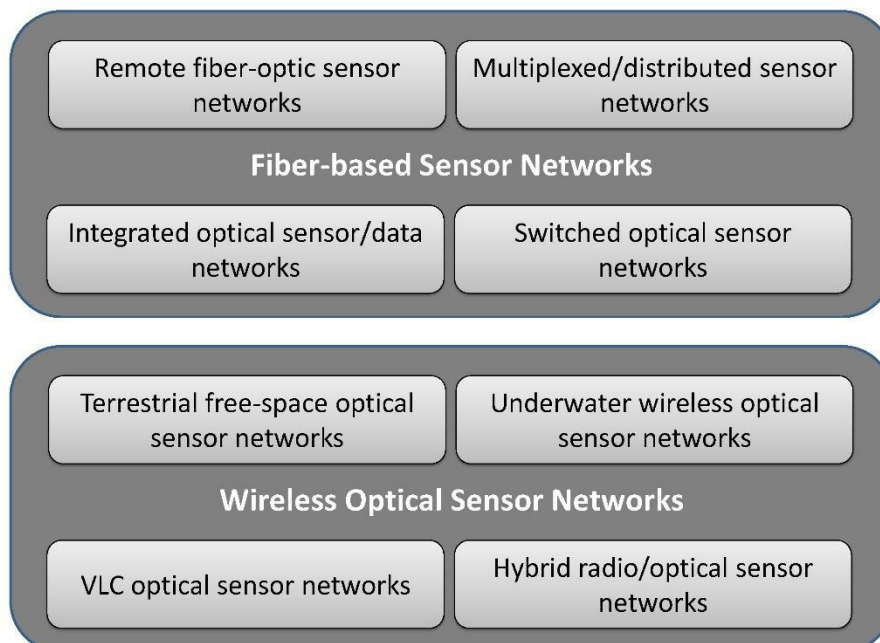 Remote fiber-optic sensor
networks
Multiplexed/distributed sensor
networks
Fiber-based Sensor Networks
Integrated optical sensor/data
networks
Switched optical sensor
networks
Terrestrial free-space optical
sensor networks
Underwater wireless optical
sensor networks
Wireless Optical Sensor Networks
VLC optical sensor networks
Hybrid radio/optical sensor
networks